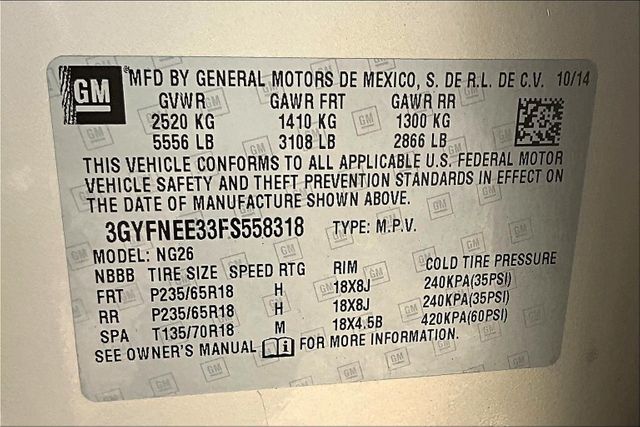 GM ®MFD BY GENERAL MOTORS DE MEXICO, S. DE R.L. DE C.V. 10/14
GVWR GAWR FRT GAWR RR
2520 KG 1410 KG 1300 KG
5556 LB 3108 LB 2866 LB
THIS VEHICLE CONFORMS TO ALL APPLICABLE U.S. FEDERAL MOTOR
VEHICLE SAFETY AND THEFT PREVENTION STANDARDS IN EFFECT ON
THE DATE OF MANUFACTURE SHOWN ABOVE.
3GYFNEE33FS558318 TYPE: M.P.V.
MODEL: NG26
NBBB TIRE SIZE SPEED RTG RIM COLD TIRE PRESSURE
FRT P235/65R18 H 18X8J 240KPA(35PSI)
RR P235/65R18 H 18X8J 240KPA(35PSI)
SPA T135/70R18 M 18X4.5B 420KPA(60PSI)
SEE OWNER'S MANUAL FOR MORE INFORMATION.